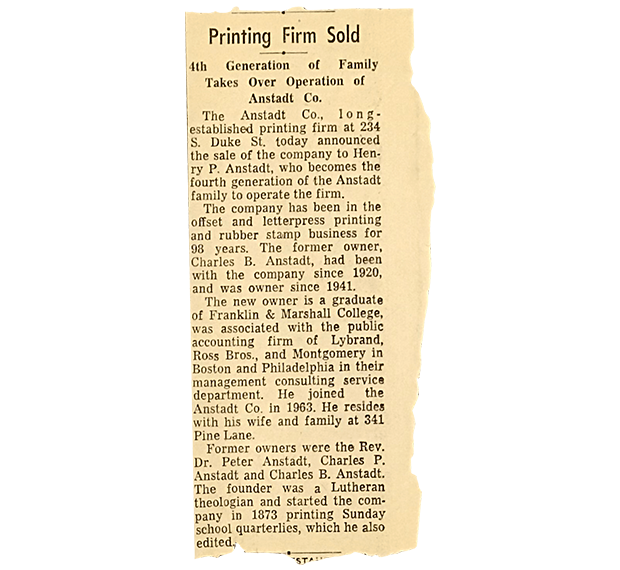 Printing Firm Sold
4th Generation of Family
Takes Over Operation of
Anstadt Co.
The Anstadt Co., long-
established printing firm at 234
S. Duke St. today announced
the sale of the company to Hen-
ry P. Anstadt, who becomes the
fourth generation of the Anstadt
family to operate the firm.
The company has been in the
offset and letterpress printing
and rubber stamp business for
98 years. The former owner,
Charles B. Anstadt, had been
with the company since 1920,
and was owner since 1941.
The new owner is a graduate
of Franklin & Marshall College,
was associated with the public
accounting firm of Lybrand,
Ross Bros., and Montgomery in
Boston and Philadelphia in their
management consulting service
department. He joined the
Anstadt Co. in 1963. He resides
with his wife and family at 341
Pine Lane.
Former owners were the Rev.
Dr. Peter Anstadt, Charles P.
Anstadt and Charles B. Anstadt.
The founder was a Lutheran
theologian and started the com-
pany in 1873 printing Sunday
school quarterlies, which he also
edited.